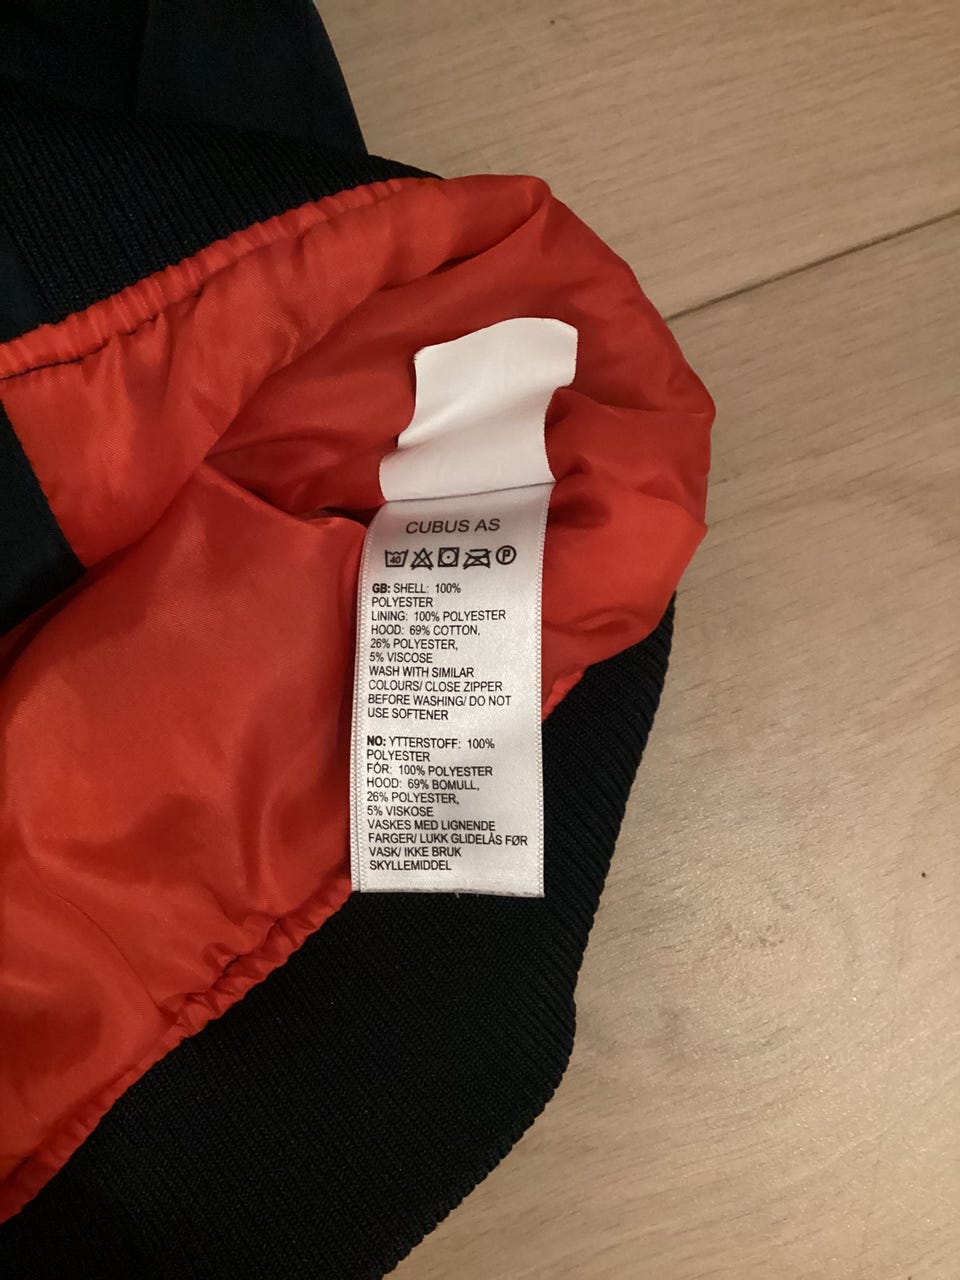 CUBUS AS
40 P
GB: SHELL: 100%
POLYESTER
LINING: 100% POLYESTER
HOOD: 69% COTTON,
26% POLYESTER,
5% VISCOSE
WASH WITH SIMILAR
COLOURS/ CLOSE ZIPPER
BEFORE WASHING/ DO NOT
USE SOFTENER
NO: YTTERSTOFF: 100%
POLYESTER
FÓR: 100% POLYESTER
HOOD: 69% BOMULL,
26% POLYESTER,
5% VISKOSE
VASKES MED LIGNENDE
FARGER/ LUKK GLIDELÅS FØR
VASK/ IKKE BRUK
SKYLLEMIDDEL